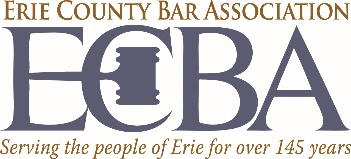 ERIE COUNTY BAR ASSOCIATION
ECBA
Serving the people of Erie for over 145 years